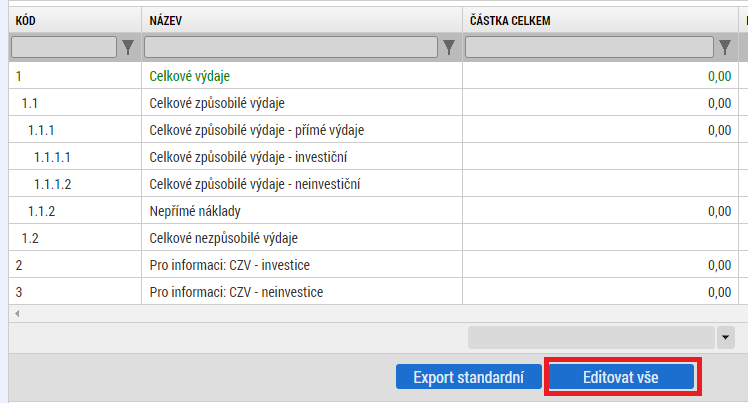 KÓD NÁZEV ČÁSTKA CELKEM
1 Celkové výdaje 0,00
1.1 Celkové způsobilé výdaje 0,00
1.1.1 Celkové způsobilé výdaje - přímé výdaje 0,00
1.1.1.1 Celkové způsobilé výdaje - investiční
1.1.1.2 Celkové způsobilé výdaje - neinvestiční
1.1.2 Nepřímé náklady 0,00
1.2 Celkové nezpůsobilé výdaje
2 Pro informaci: CZV - investice 0,00
3 Pro informaci: CZV - neinvestice 0,00
Export standardní Editovat vše